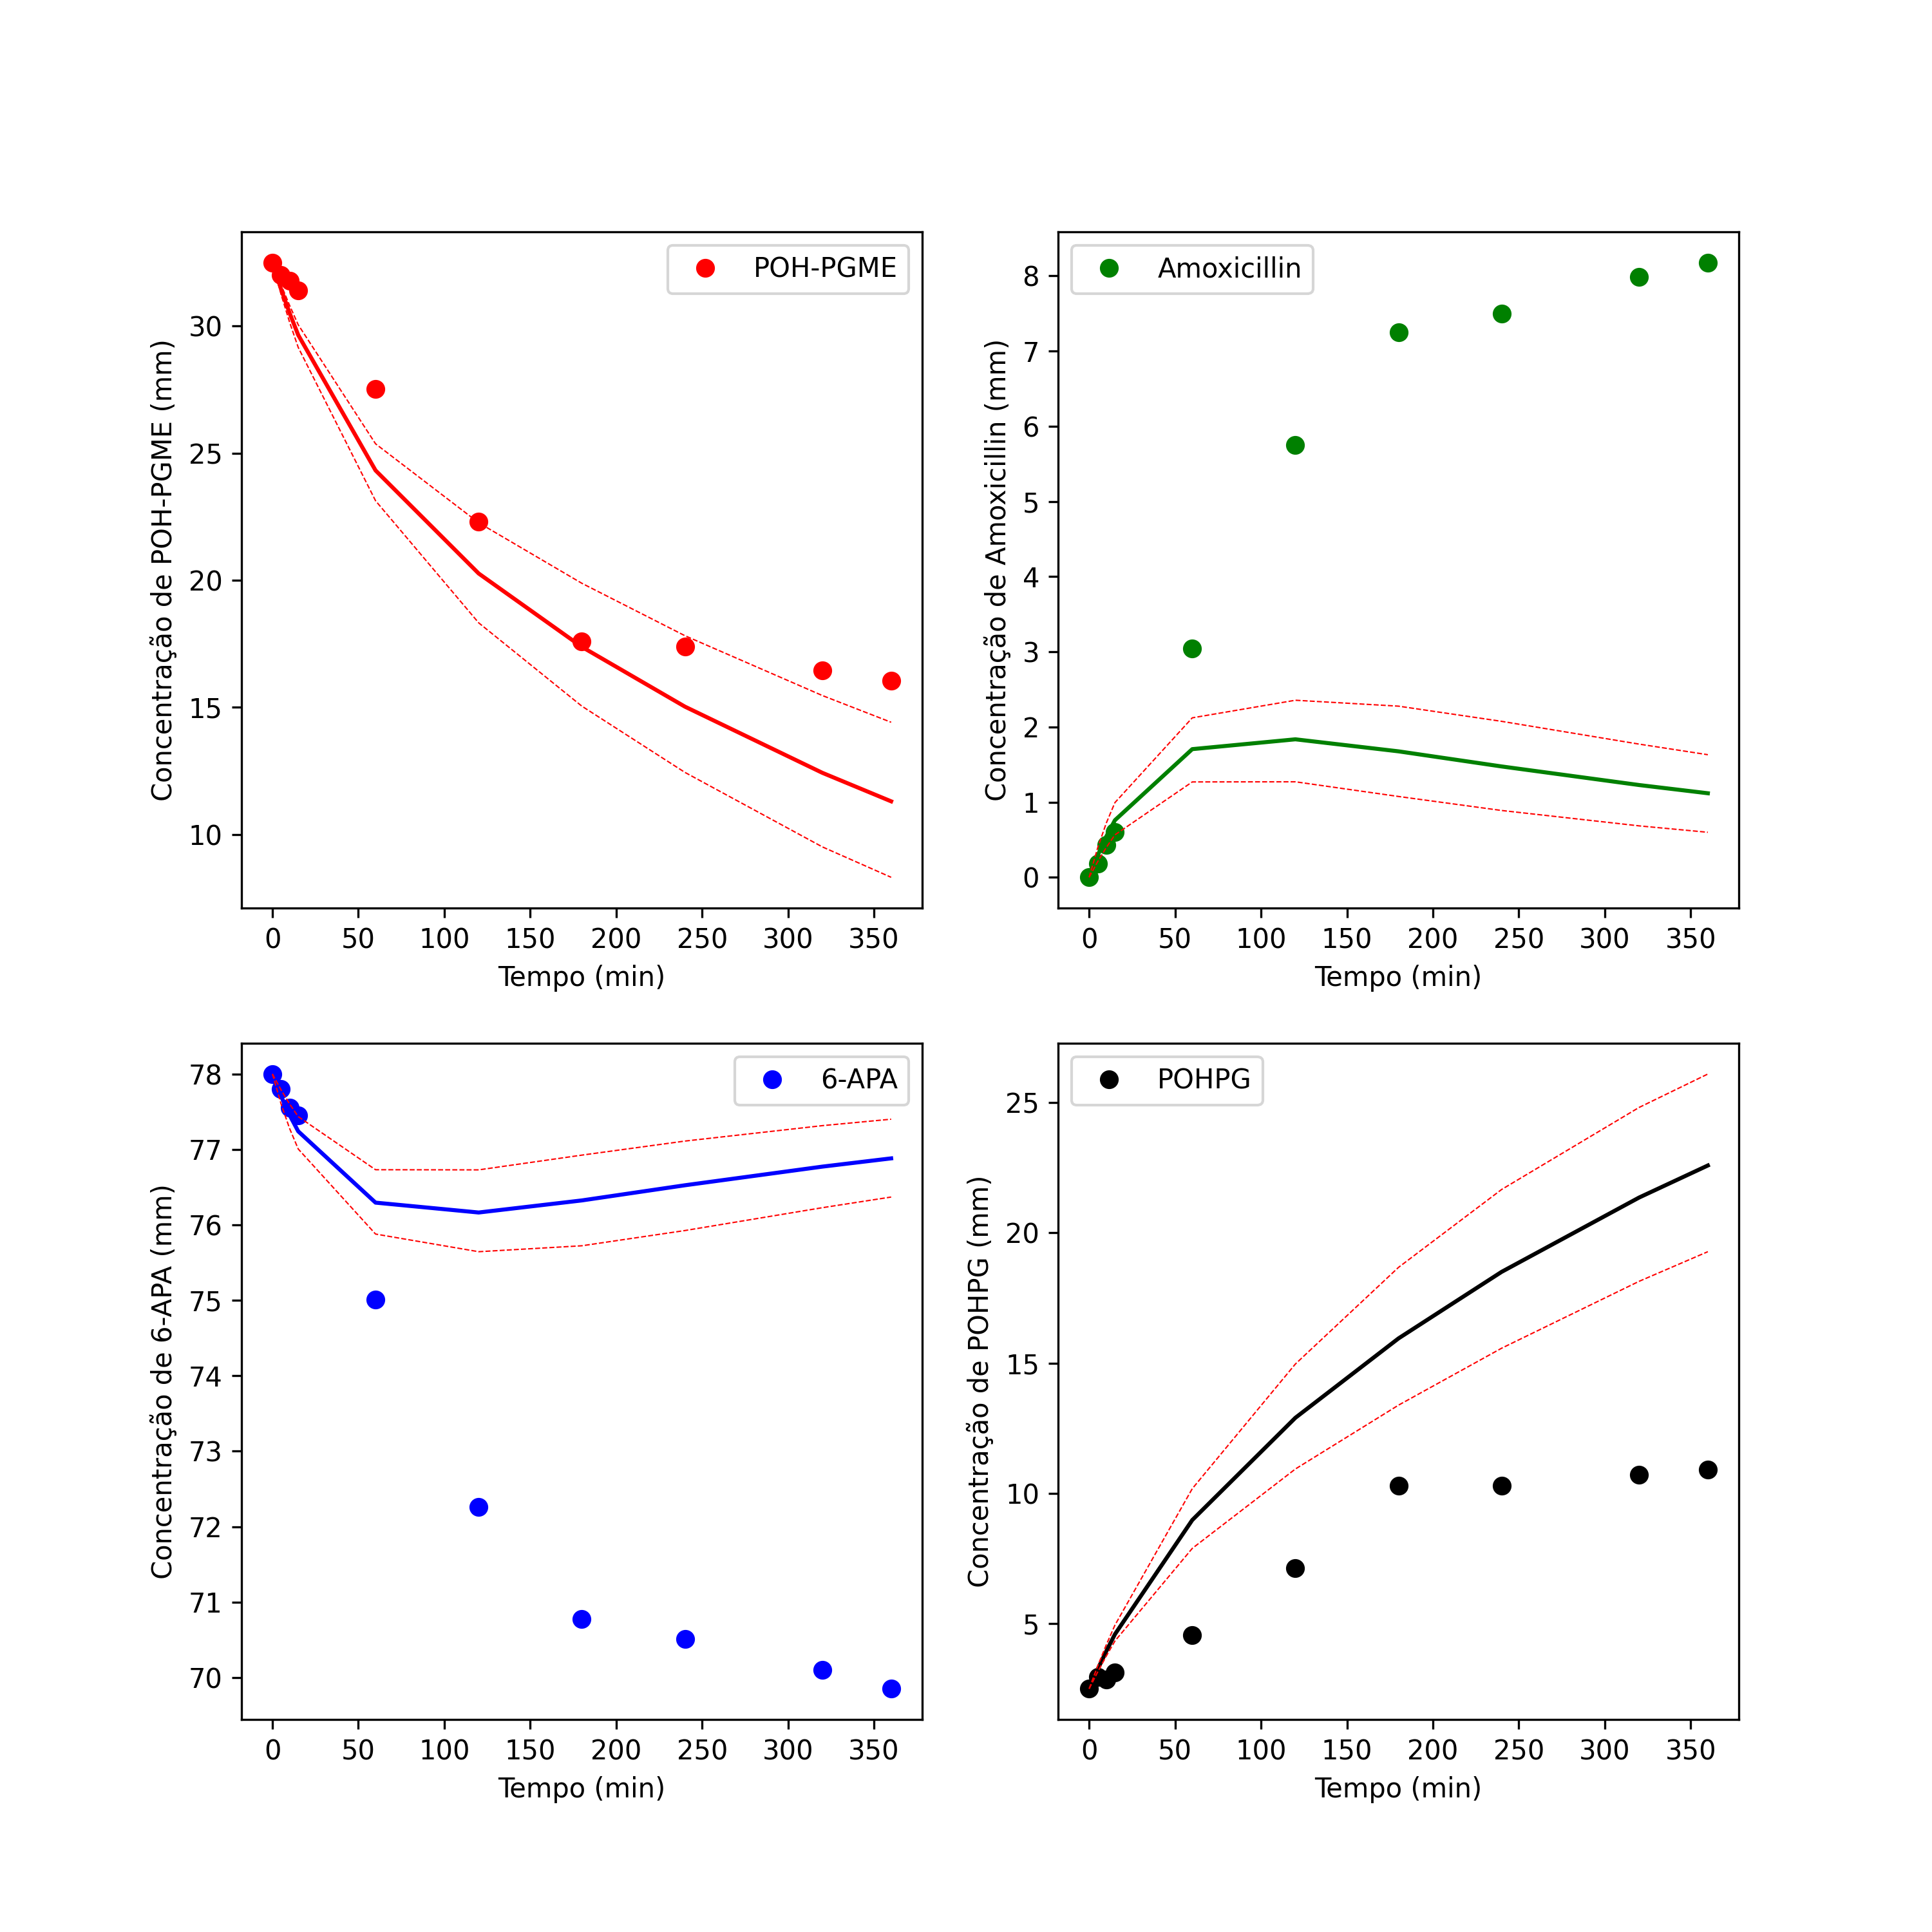 POH-PGME
Concentração de POH-PGME (mm)
30
25
20
15
10
0 50 100 150 200 250 300 350
Tempo (min)
Amoxicillin
Concentração de Amoxicillin (mm)
8
7
6
5
4
3
2
1
0
0 50 100 150 200 250 300 350
Tempo (min)
6-APA
Concentração de 6-APA (mm)
78
77
76
75
74
73
72
71
70
0 50 100 150 200 250 300 350
Tempo (min)
POHPG
Concentração de POHPG (mm)
25
20
15
10
5
0 50 100 150 200 250 300 350
Tempo (min)